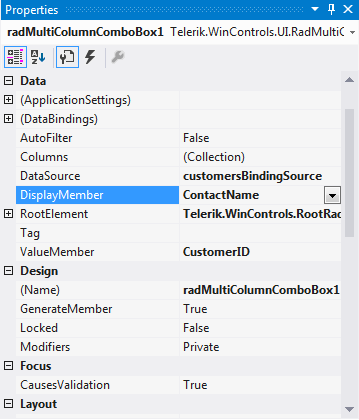 Properties
radMultiColumnComboBox1 Telerik.WinControls.UI.RadMultiC
Data
(ApplicationSettings)
(DataBindings)
AutoFilter False
Columns (Collection)
DataSource customersBindingSource
DisplayMember ContactName
RootElement Telerik.WinControls.RootRad
Tag
ValueMember CustomerID
Design
(Name) radMultiColumnComboBox1
GenerateMember True
Locked False
Modifiers Private
Focus
CausesValidation True
Layout